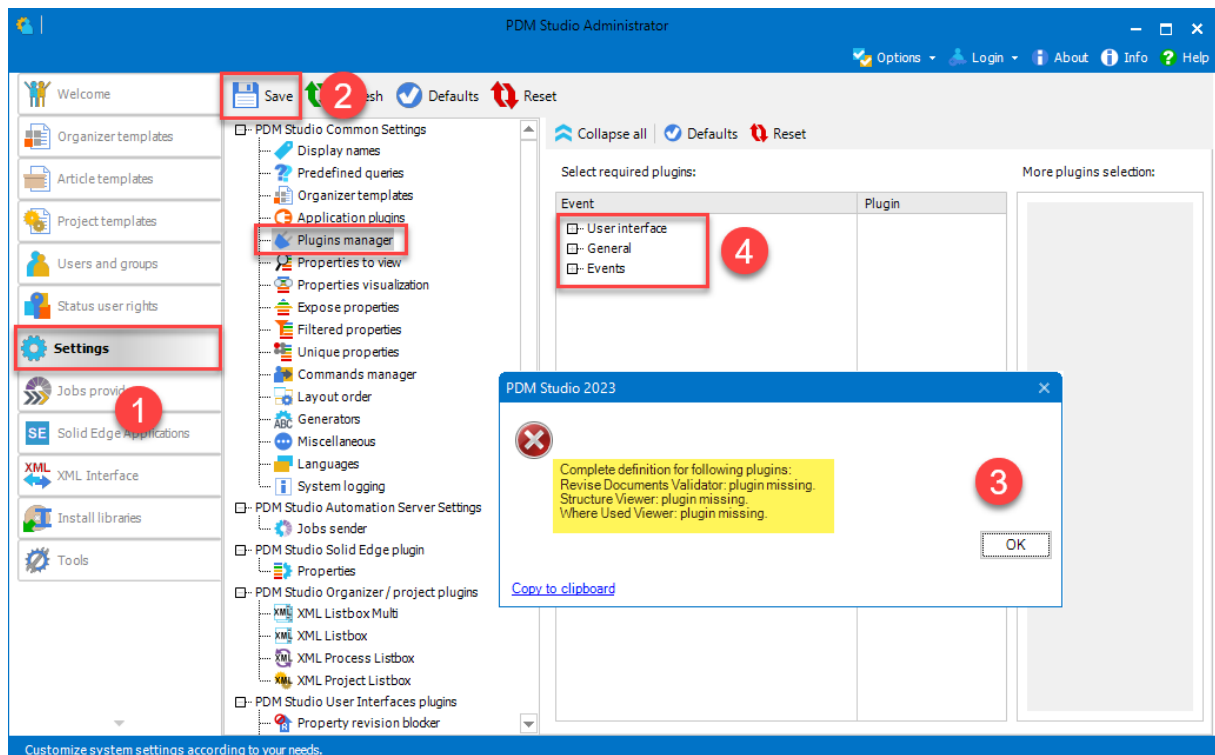 PDM Studio Administrator
Options Login About Info Help
Welcome
Organizer templates
Article templates
Project templates
Users and groups
Status user rights
Settings
Jobs
1
Solid Edge Applications
XML Interface
Install libraries
Tools
Save 2 Defaults Reset
PDM Studio Common Settings
Display names
Predefined queries
Organizer templates
Application plugins
Plugins manager
Properties to view
Properties visualization
Expose properties
Filtered properties
Unique properties
Commands manager
Layout order
Generators
Miscellaneous
Languages
System logging
PDM Studio Automation Server Settings
Jobs sender
PDM Studio Solid Edge plugin
Properties
PDM Studio Organizer / project plugins
XML Listbox Multi
XML Listbox
XML Process Listbox
XML Project Listbox
PDM Studio User Interfaces plugins
Property revision blocker
Collapse all Defaults Reset
Select required plugins:
More plugins selection:
Event Plugin
User interface
General
Events
4
PDM Studio 2023
Complete definition for following plugins:
Revise Documents Validator: plugin missing.
Structure Viewer: plugin missing.
Where Used Viewer: plugin missing.
3
OK
Copy to clipboard
Customize system settings according to your needs.